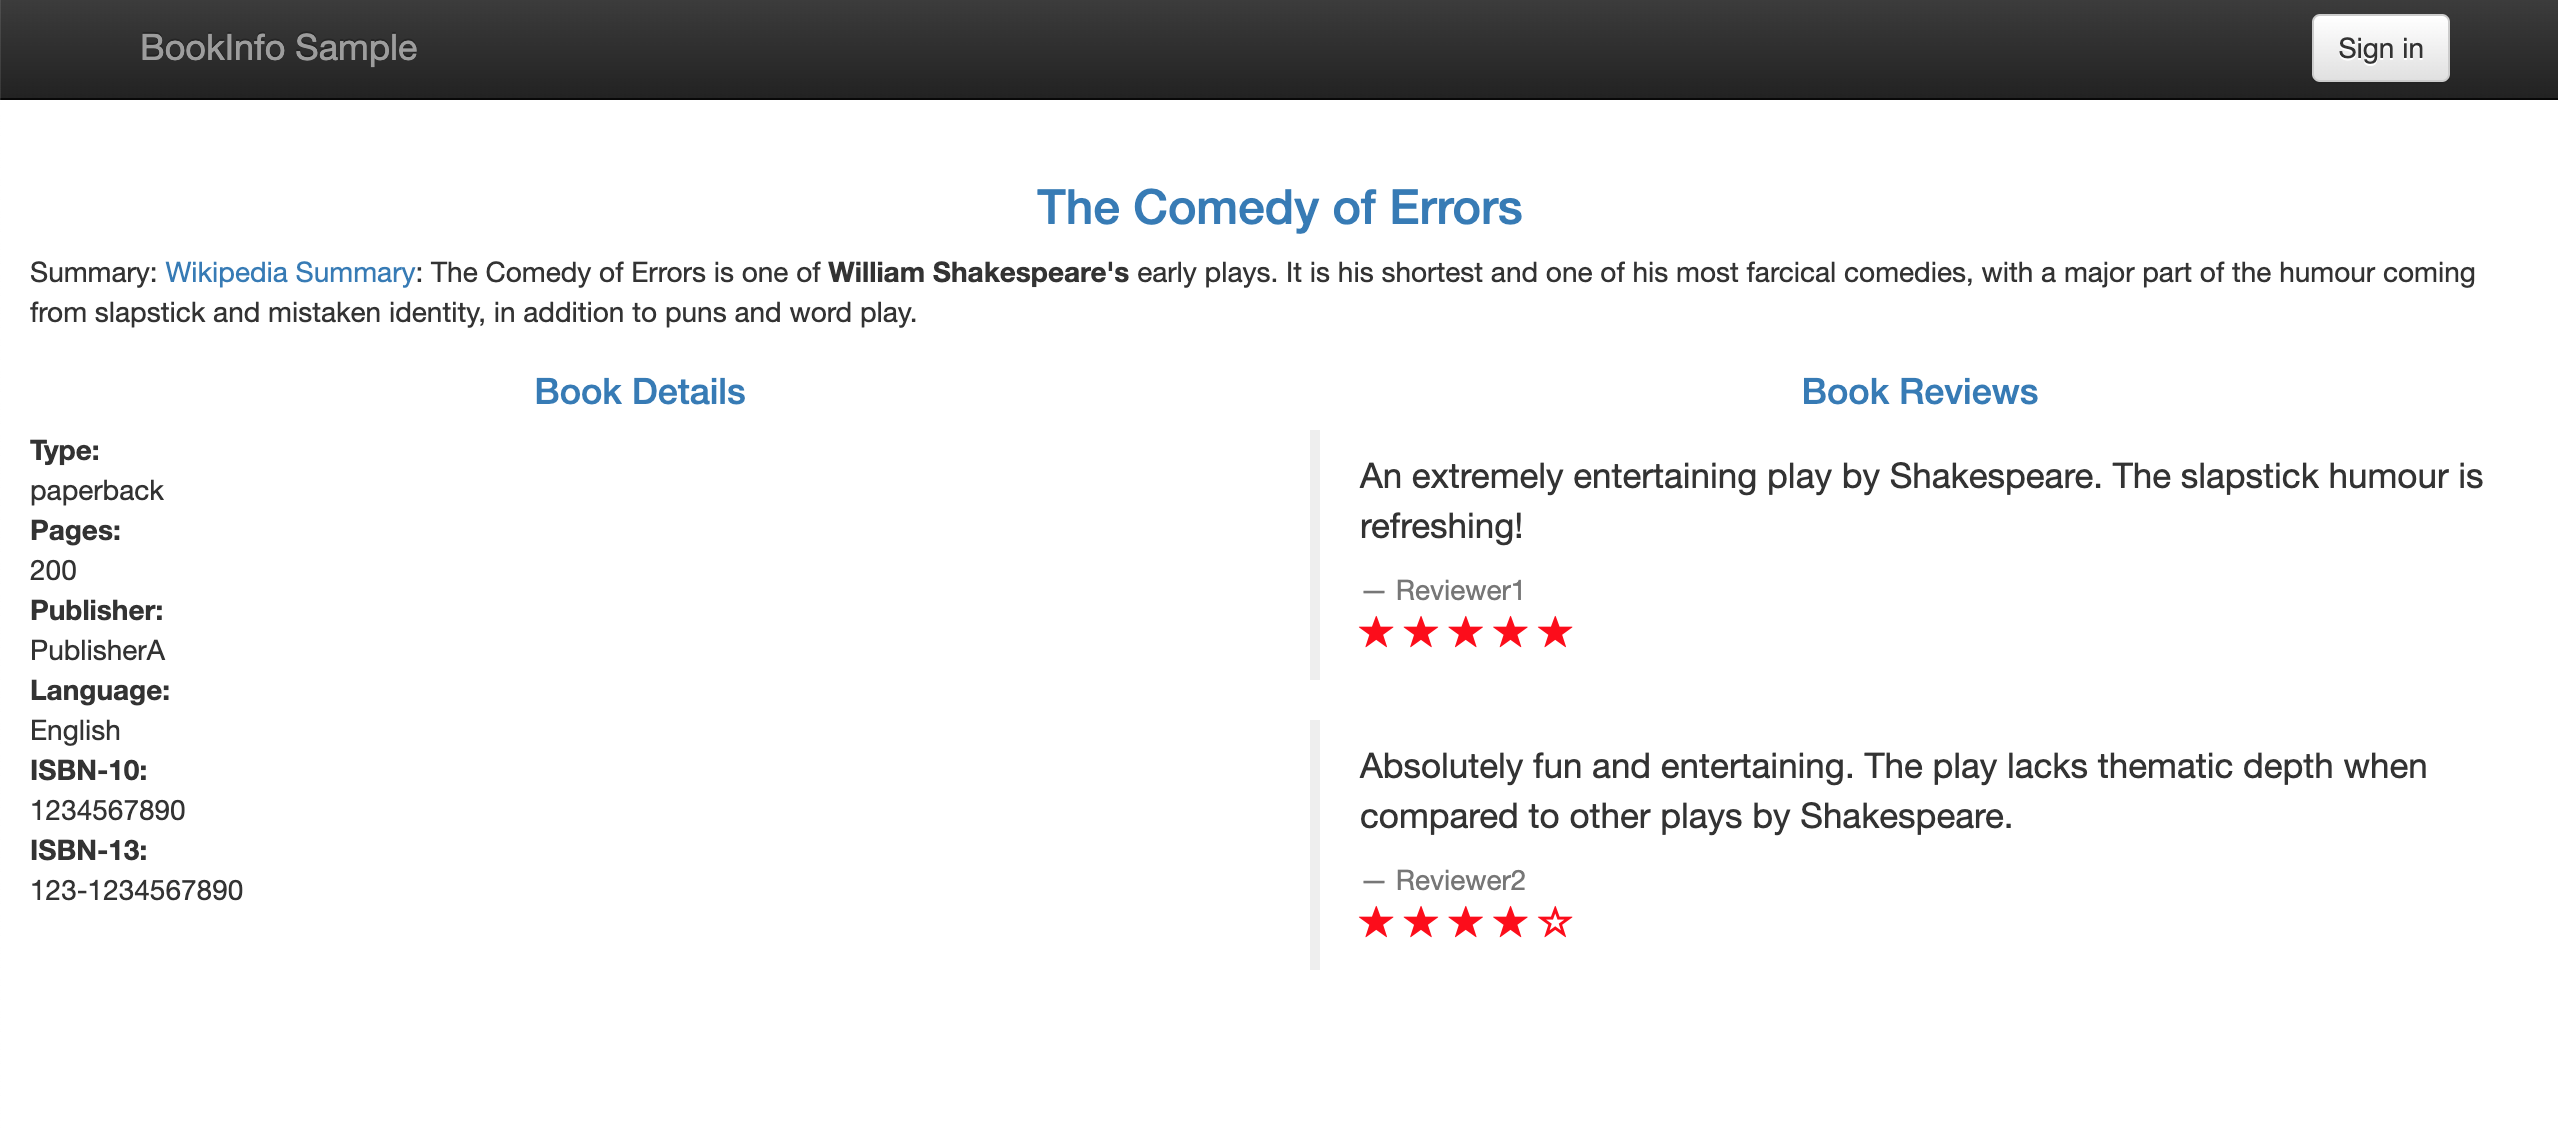 BookInfo Sample
Sign in
The Comedy of Errors
Summary: Wikipedia Summary: The Comedy of Errors is one of William Shakespeare's early plays. It is his shortest and one of his most farcical comedies, with a major part of the humour coming
from slapstick and mistaken identity, in addition to puns and word play.
Book Details
Type:
paperback
Pages:
200
Publisher:
PublisherA
Language:
English
ISBN-10:
1234567890
ISBN-13:
123-1234567890
Book Reviews
An extremely entertaining play by Shakespeare. The slapstick humour is
refreshing!
— Reviewer1
★ ★ ★ ★ ★
Absolutely fun and entertaining. The play lacks thematic depth when
compared to other plays by Shakespeare.
— Reviewer2
★ ★ ★ ★ ☆